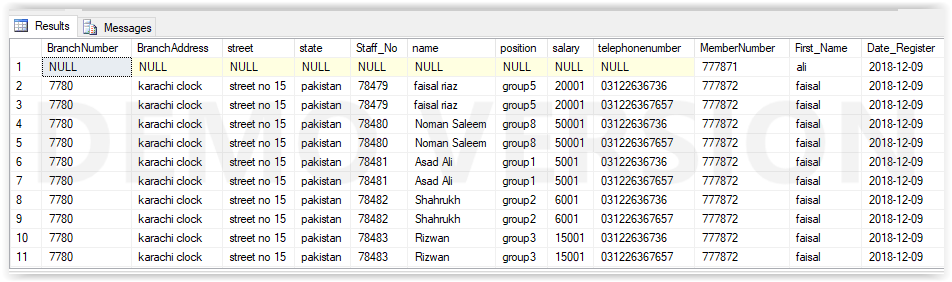 Results Messages
BranchNumber BranchAddress street state Staff_No name position salary telephonenumber MemberNumber First_Name Date_Register
1 NULL NULL NULL NULL NULL NULL NULL NULL NULL 777871 ali 2018-12-09
2 7780 karachi clock street no 15 pakistan 78479 faisal riaz group5 20001 03122636736 777872 faisal 2018-12-09
3 7780 karachi clock street no 15 pakistan 78479 faisal riaz group5 20001 031226367657 777872 faisal 2018-12-09
4 7780 karachi clock street no 15 pakistan 78480 Noman Saleem group8 50001 03122636736 777872 faisal 2018-12-09
5 7780 karachi clock street no 15 pakistan 78480 Noman Saleem group8 50001 031226367657 777872 faisal 2018-12-09
6 7780 karachi clock street no 15 pakistan 78481 Asad Ali group1 5001 03122636736 777872 faisal 2018-12-09
7 7780 karachi clock street no 15 pakistan 78481 Asad Ali group1 5001 031226367657 777872 faisal 2018-12-09
8 7780 karachi clock street no 15 pakistan 78482 Shahrukh group2 6001 03122636736 777872 faisal 2018-12-09
9 7780 karachi clock street no 15 pakistan 78482 Shahrukh group2 6001 031226367657 777872 faisal 2018-12-09
10 7780 karachi clock street no 15 pakistan 78483 Rizwan group3 15001 03122636736 777872 faisal 2018-12-09
11 7780 karachi clock street no 15 pakistan 78483 Rizwan group3 15001 031226367657 777872 faisal 2018-12-09
DEMO VERSION